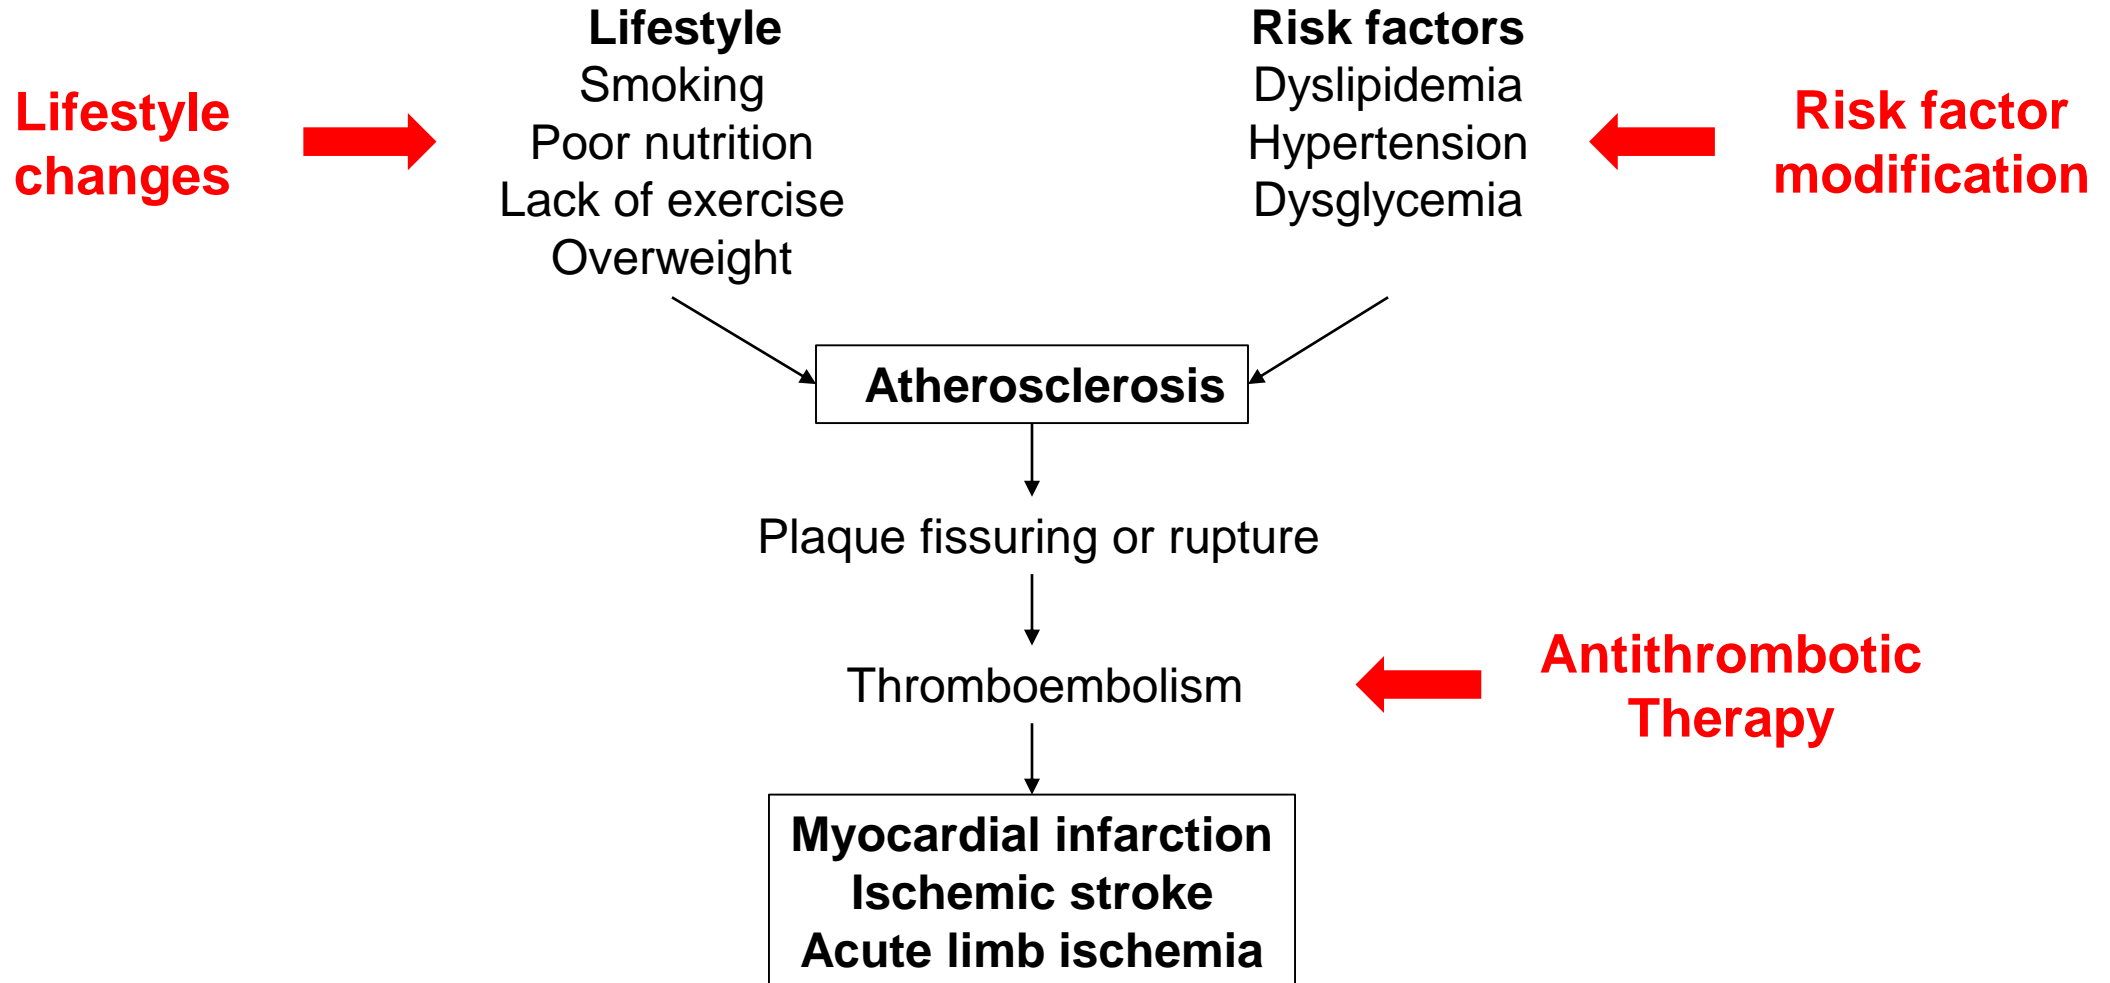 Lifestyle
changes
Lifestyle
Smoking
Poor nutrition
Lack of exercise
Overweight
Risk factors
Dyslipidemia
Hypertension
Dysglycemia
Risk factor
modification
Atherosclerosis
Plaque fissuring or rupture
Thromboembolism
Antithrombotic
Therapy
Myocardial infarction
Ischemic stroke
Acute limb ischemia